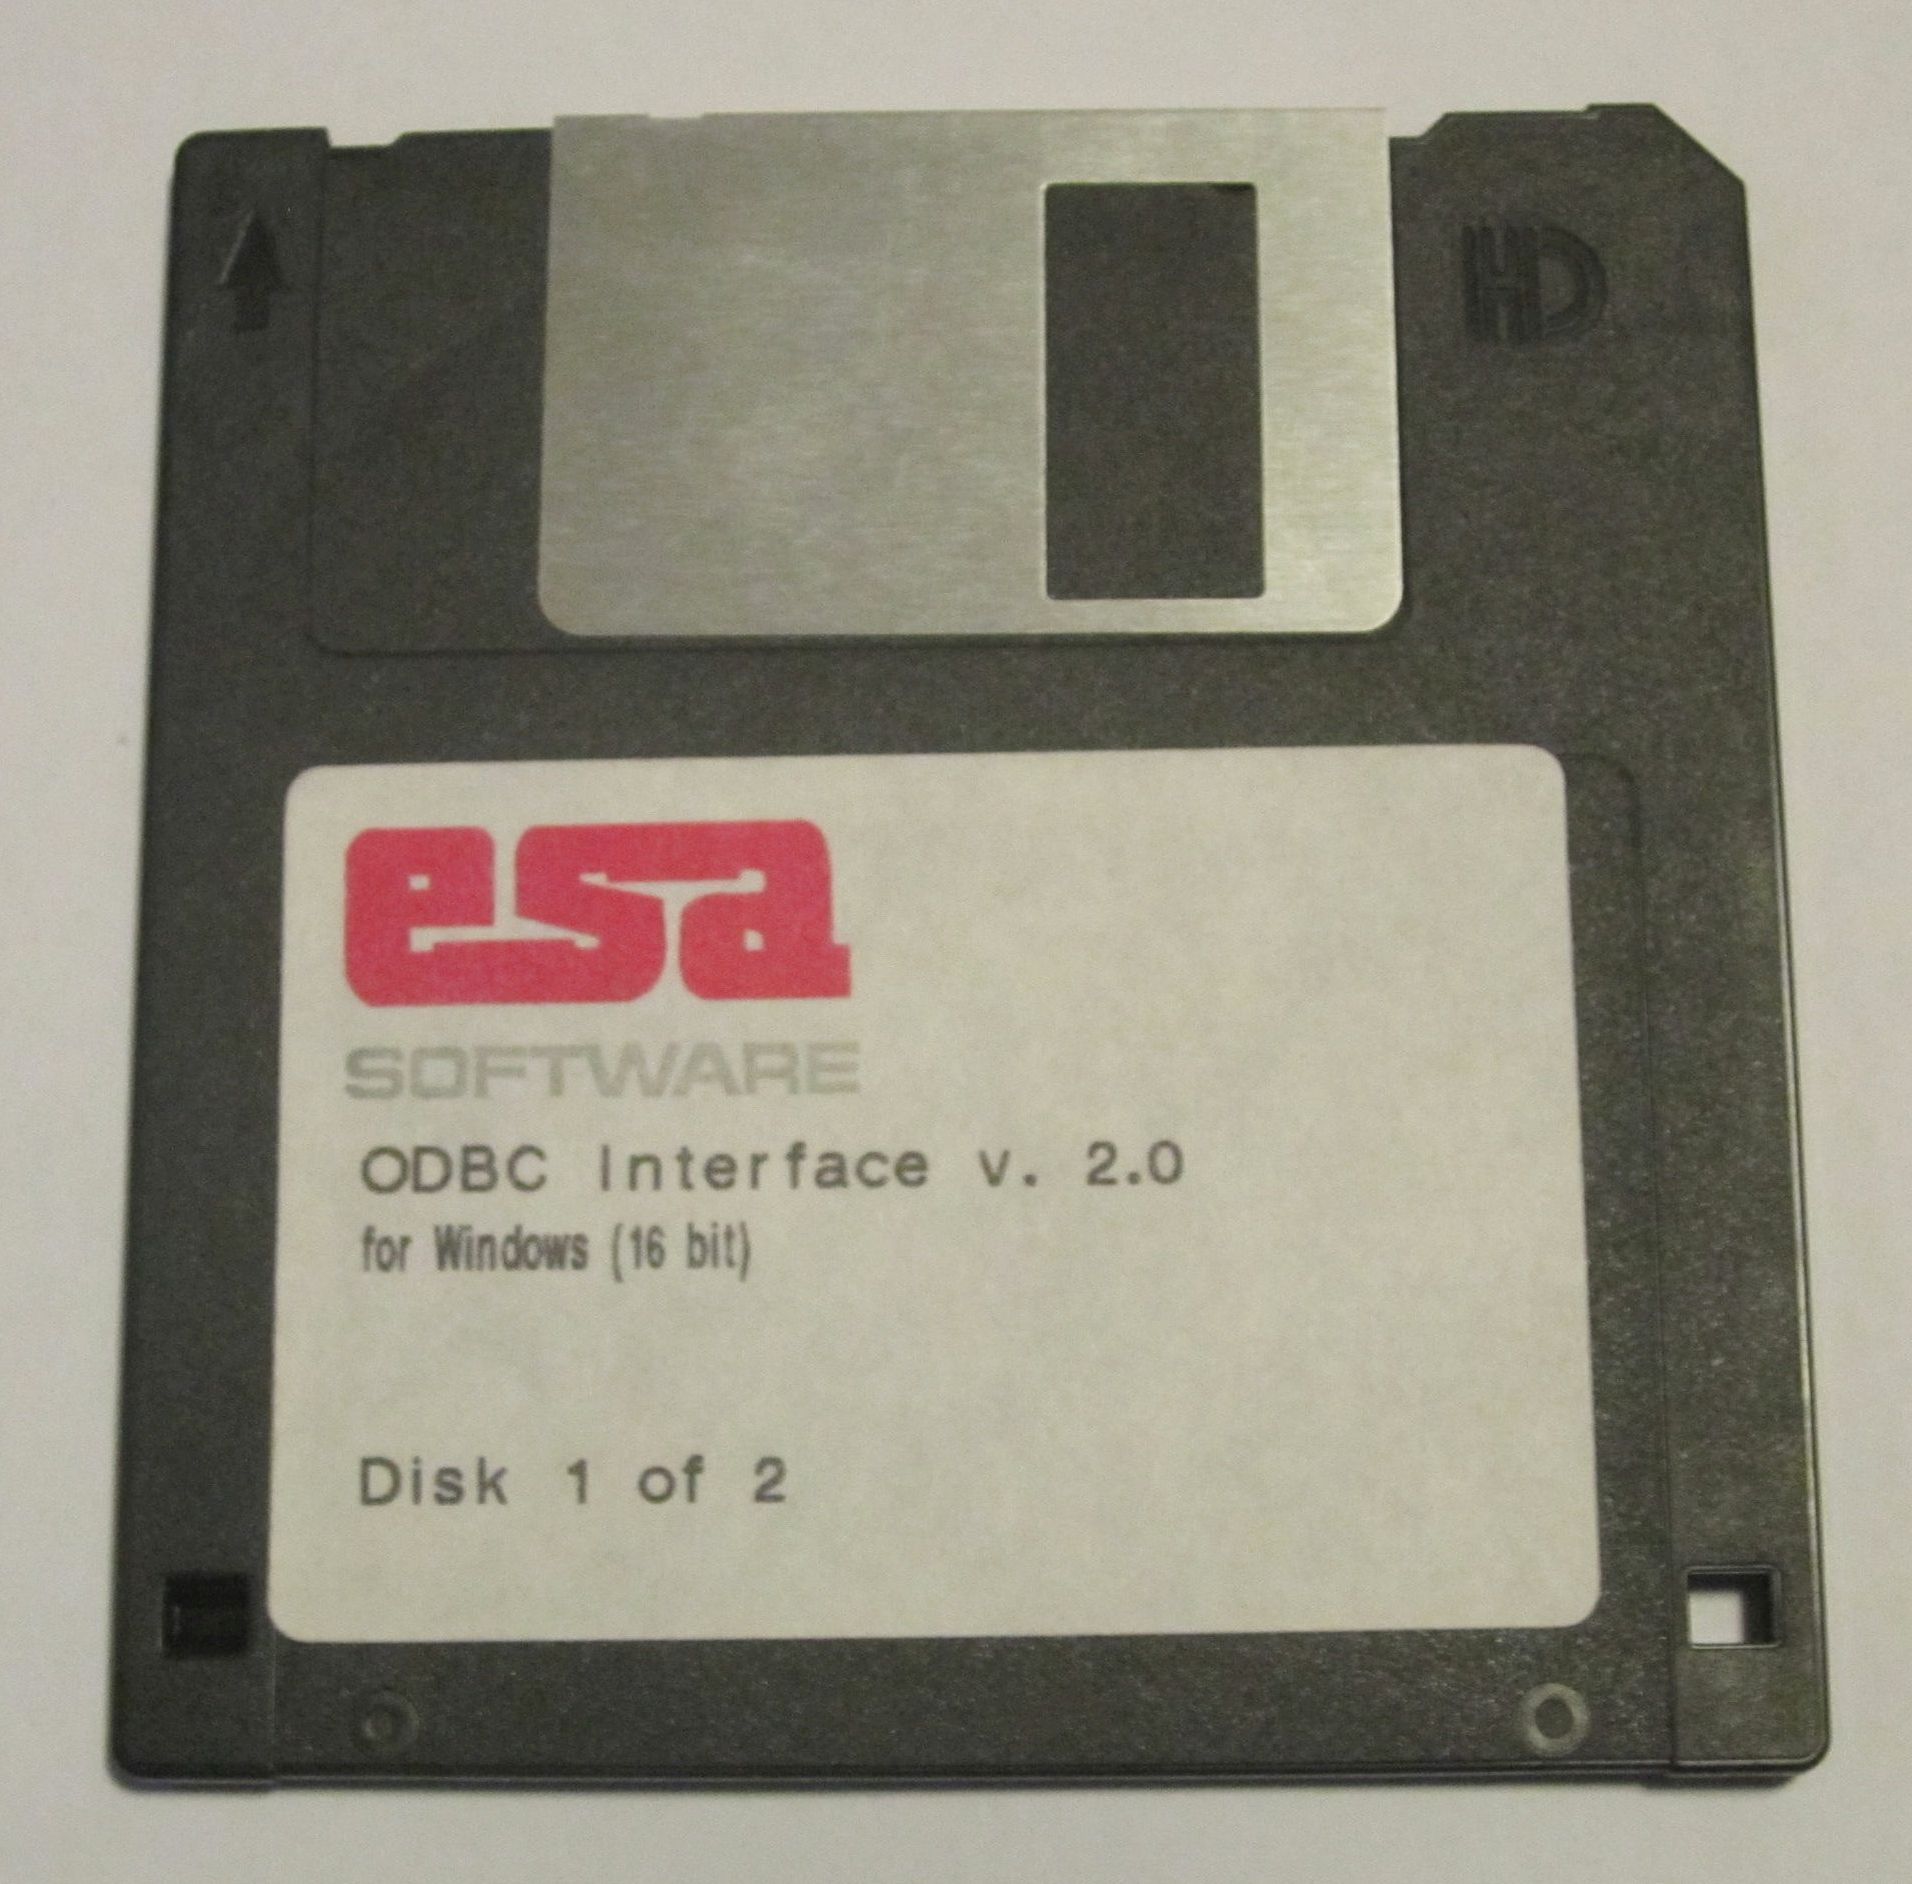 HD
esa
SOFTWARE
ODBC Interface v. 2.0
for Windows (16 bit)
Disk 1 of 2